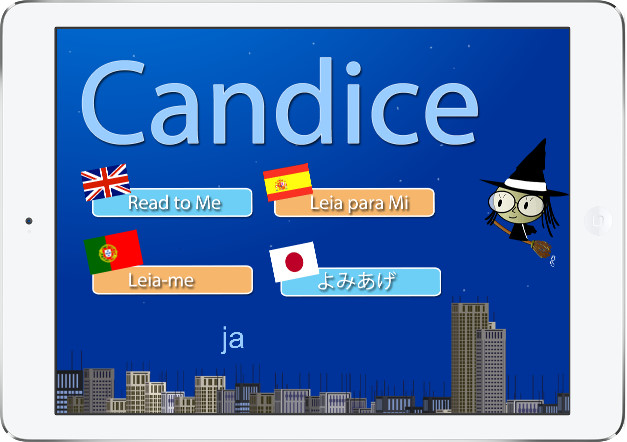 Candice
Read to Me
Leia para Mi
Leia-me
よみあげ
ja